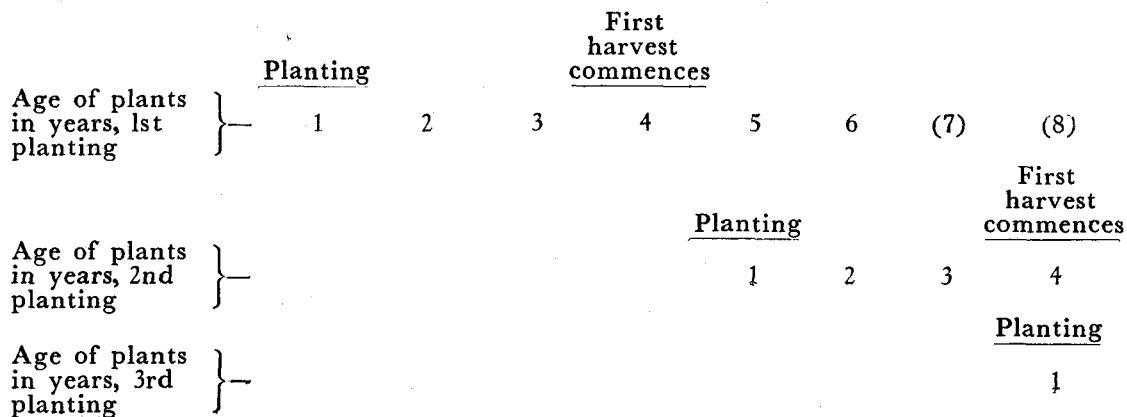 First
harvest
Planting commences
Age of plants
in years, 1st 1 2 3 4 5 6 (7) (8)
planting
First
harvest
Planting commences
Age of plants
in years, 2nd 1 2 3 4
planting
Planting
Age of plants
in years, 3rd 1
planting